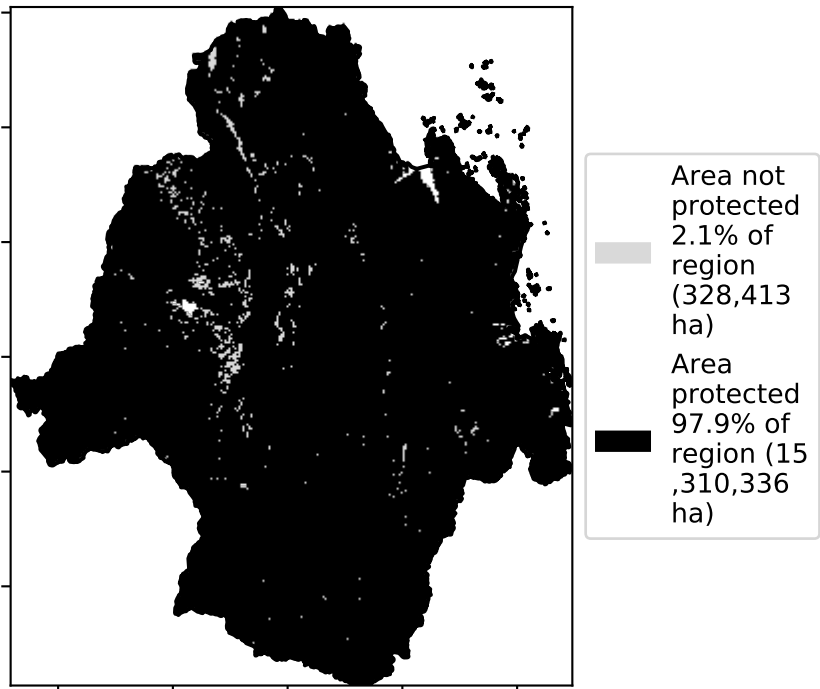 Area not
protected
2.1% of
region
(328,413
ha)
Area
protected
97.9% of
region (15
,310,336
ha)